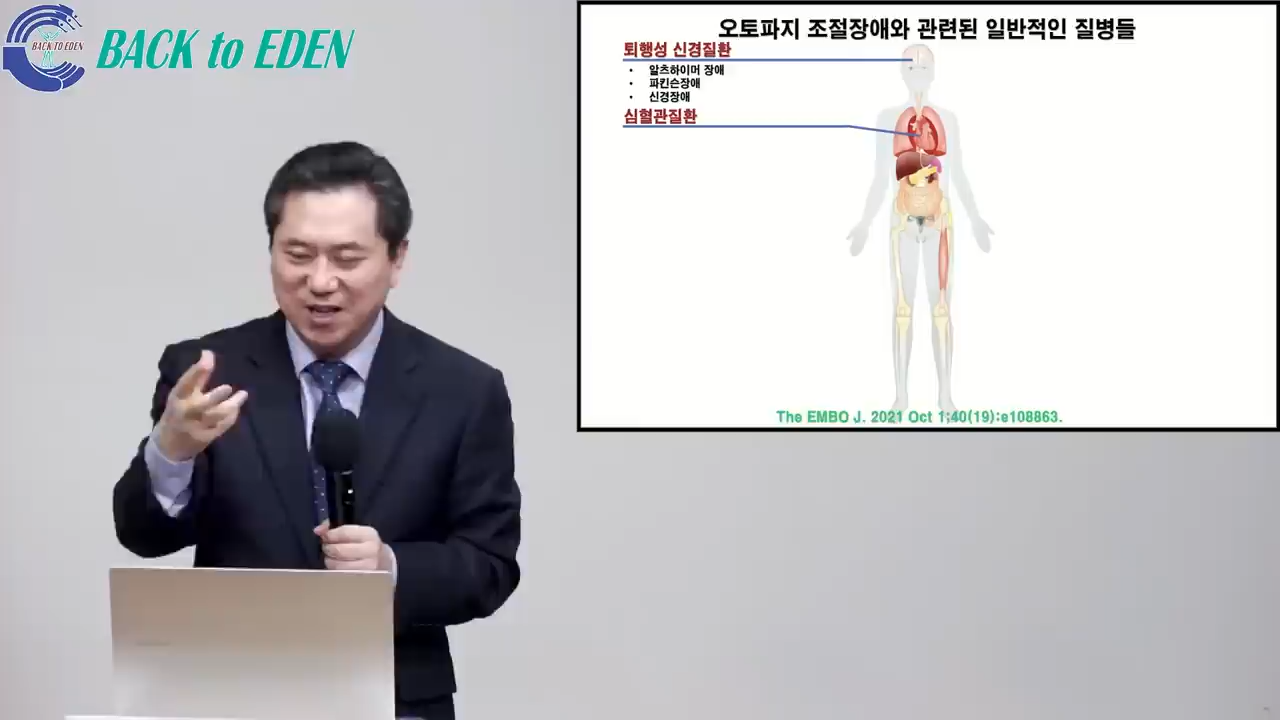 BACK TO EDEN
BACK to EDEN
오토파지 조절장애와 관련된 일반적인 질병들
퇴행성 신경질환
• 알츠하이머 장애
• 파킨슨장애
• 신경장애
심혈관질환
The EMBO J. 2021 Oct 1;40(19):e108863.